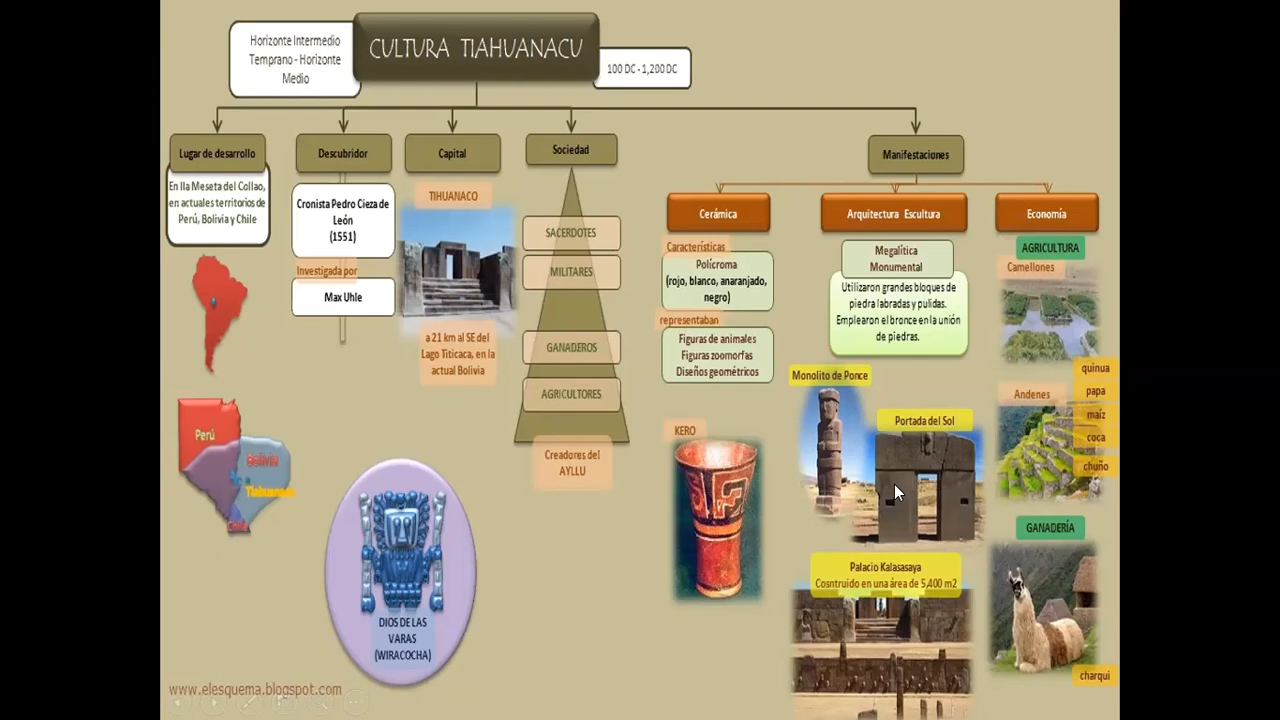 Horizonte Intermedio
Temprano - Horizonte
Medio
CULTURA TIAHUANACU
100 DC - 1,200 DC
Lugar de desarrollo
En lla Meseta del Collao,
en actuales territorios de
Perú, Bolivia y Chile
Perú
Bolivia
Tiahuanaco
Chile
Descubridor
Cronista Pedro Cieza de
León
(1551)
Investigada por
Max Uhle
Capital
TIHUANACO
a 21 km al SE del
Lago Titicaca, en la
actual Bolivia
Sociedad
SACERDOTES
MILITARES
GANADEROS
AGRICULTORES
Creadores del
AYLLU
DIOS DE LAS
VARAS
(WIRACOCHA)
Manifestaciones
Cerámica
Características
Polícroma
(rojo, blanco, anaranjado,
negro)
representaban
Figuras de animales
Figuras zoomorfas
Diseños geométricos
KERO
Arquitectura Escultura
Megalítica
Monumental
Utilizaron grandes bloques de
piedra labradas y pulidas.
Emplearon el bronce en la unión
de piedras.
Monolito de Ponce
Portada del Sol
Palacio Kalasasaya
Cosntruido en una área de 5,400 m2
Economía
AGRICULTURA
Camellones
Andenes
quinua
papa
maíz
coca
chuño
GANADERÍA
charqui
www.elesquema.blogspot.com